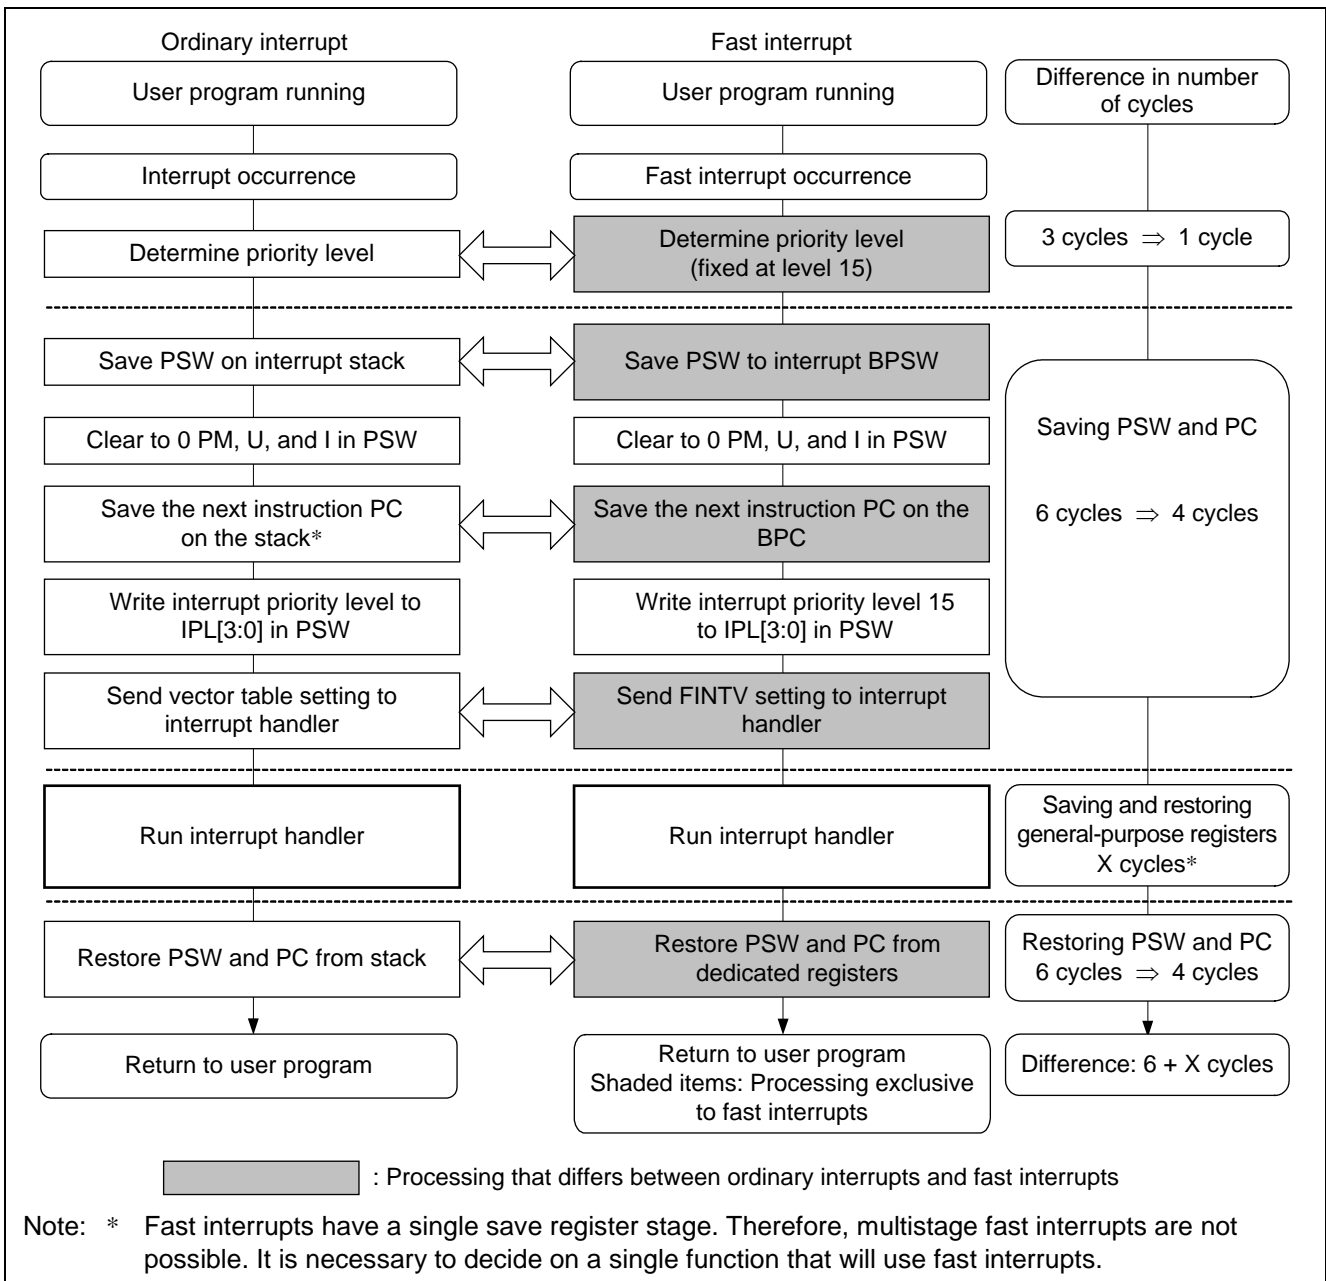 Ordinary interrupt
Fast interrupt
User program running
User program running
Difference in number
of cycles
Interrupt occurrence
Fast interrupt occurrence
Determine priority level
Determine priority level
(fixed at level 15)
3 cycles ⇒ 1 cycle
Save PSW on interrupt stack
Save PSW to interrupt BPSW
Clear to 0 PM, U, and I in PSW
Clear to 0 PM, U, and I in PSW
Saving PSW and PC
6 cycles ⇒ 4 cycles
Save the next instruction PC
on the stack*
Save the next instruction PC on the
BPC
Write interrupt priority level to
IPL[3:0] in PSW
Write interrupt priority level 15
to IPL[3:0] in PSW
Send vector table setting to
interrupt handler
Send FINTV setting to interrupt
handler
Run interrupt handler
Run interrupt handler
Saving and restoring
general-purpose registers
X cycles*
Restore PSW and PC from stack
Restore PSW and PC from
dedicated registers
Restoring PSW and PC
6 cycles ⇒ 4 cycles
Return to user program
Return to user program
Shaded items: Processing exclusive
to fast interrupts
Difference: 6 + X cycles
: Processing that differs between ordinary interrupts and fast interrupts
Note: * Fast interrupts have a single save register stage. Therefore, multistage fast interrupts are not
possible. It is necessary to decide on a single function that will use fast interrupts.